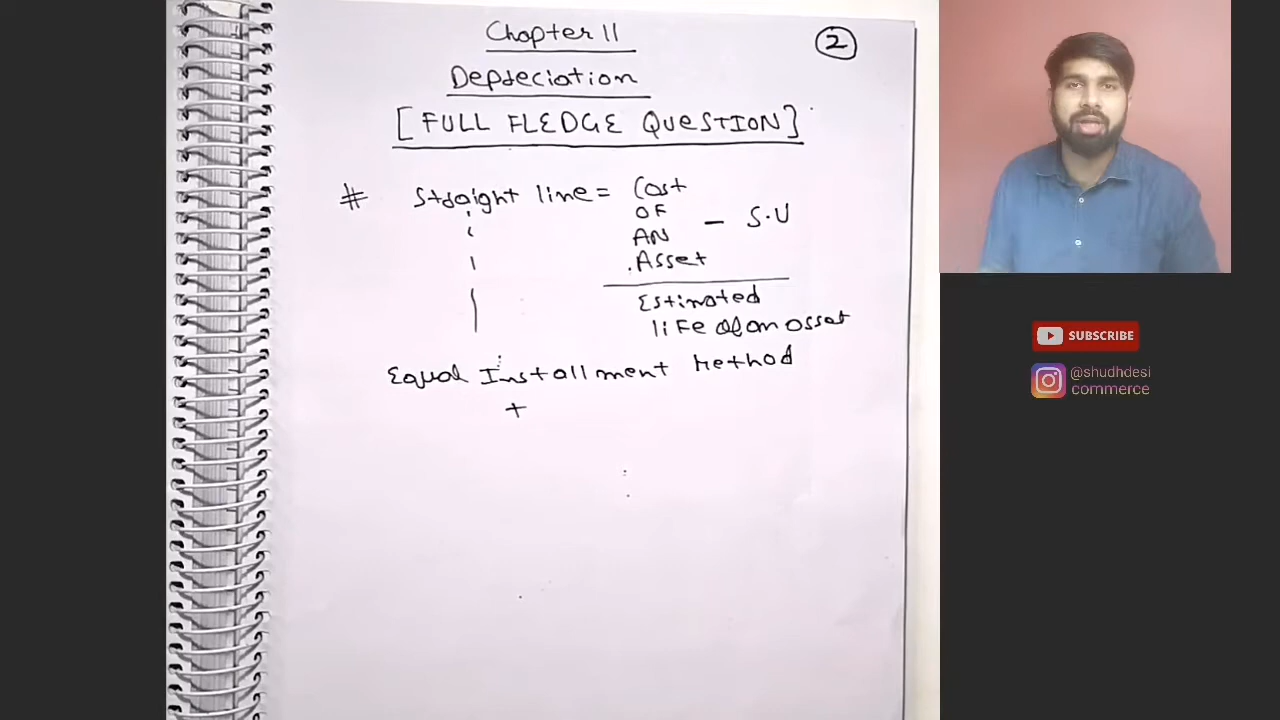 Chapter 11
②
Depreciation
[FULL FLEDGE QUESTION]
# Straight line = Cost
OF
AN
- S.U
.Asset
Estimated
life of an asset
Equal Installment Method
+
SUBSCRIBE
@shudhdesi
commerce